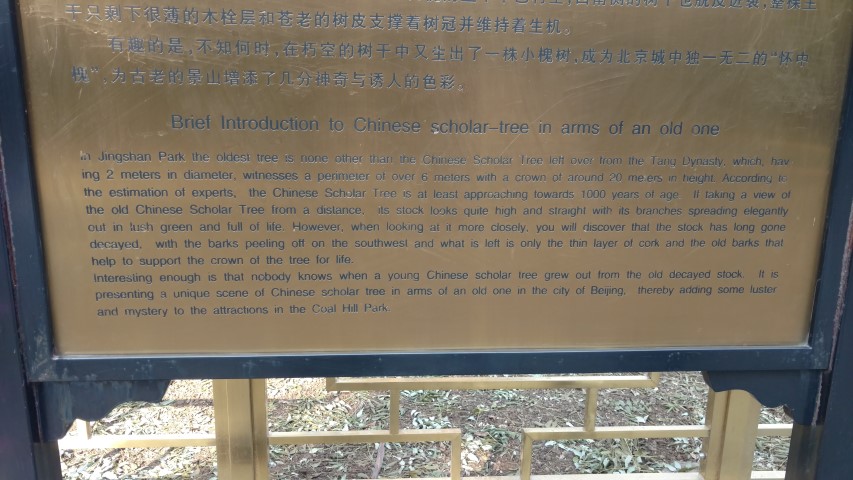 干只剩下很薄的木栓层和苍老的树皮支撑着树冠并维持着生机。
有趣的是,不知何时,在朽空的树干中又生出了一株小槐树,成为北京城中独一无二的“怀中
槐”,为古老的景山增添了几分神奇与诱人的色彩。
Brief Introduction to Chinese scholar-tree in arms of an old one
In Jingshan Park the oldest tree is none other than the Chinese Scholar Tree left over from the Tang Dynasty, which, hav
ing 2 meters in diameter, witnesses a perimeter of over 6 meters with a crown of around 20 meters in height. According to
the estimation of experts, the Chinese Scholar Tree is at least approaching towards 1000 years of age. If taking a view of
the old Chinese Scholar Tree from a distance, its stock looks quite high and straight with its branches spreading elegantly
out in lush green and full of life. However, when looking at it more closely, you will discover that the stock has long gone
decayed, with the barks peeling off on the southwest and what is left is only the thin layer of cork and the old barks that
help to support the crown of the tree for life.
Interesting enough is that nobody knows when a young Chinese scholar tree grew out from the old decayed stock. It is
presenting a unique scene of Chinese scholar tree in arms of an old one in the city of Beijing, thereby adding some luster
and mystery to the attractions in the Coal Hill Park.